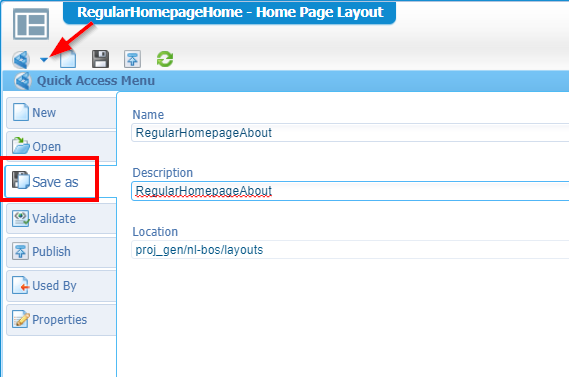 RegularHomepageHome - Home Page Layout
Quick Access Menu
New
Open
Save as
Validate
Publish
Used By
Properties
Name
RegularHomepageAbout
Description
RegularHomepageAbout
Location
proj_gen/nl-bos/layouts